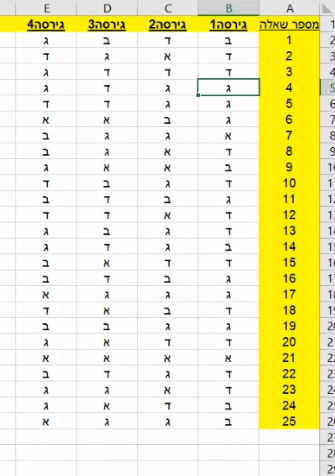 A B C D E
מספר שאלה גירסה1 גירסה2 גירסה3 גירסה4
1 ב ד ב ג
2 ד א ג ד
3 ד ד ד ג
4 ג ג ד ג
5 ג ג ד ד
6 ג ב א א
7 א ג ג ב
8 ד א ג ב
9 ב א א ג
10 ד ג ב ד
11 ג ב ד ב
12 ד א ד ד
13 ד ג ב ג
14 ב ג ד ג
15 ד ד א ב
16 ג ב ד ב
17 ג ג ג א
18 ד ב א ד
19 ג ג ב ב
20 ג ד א ג
21 א א א א
22 ד ג ד ב
23 ד א ג ג
24 ב ד א ג
25 ב ג ג א